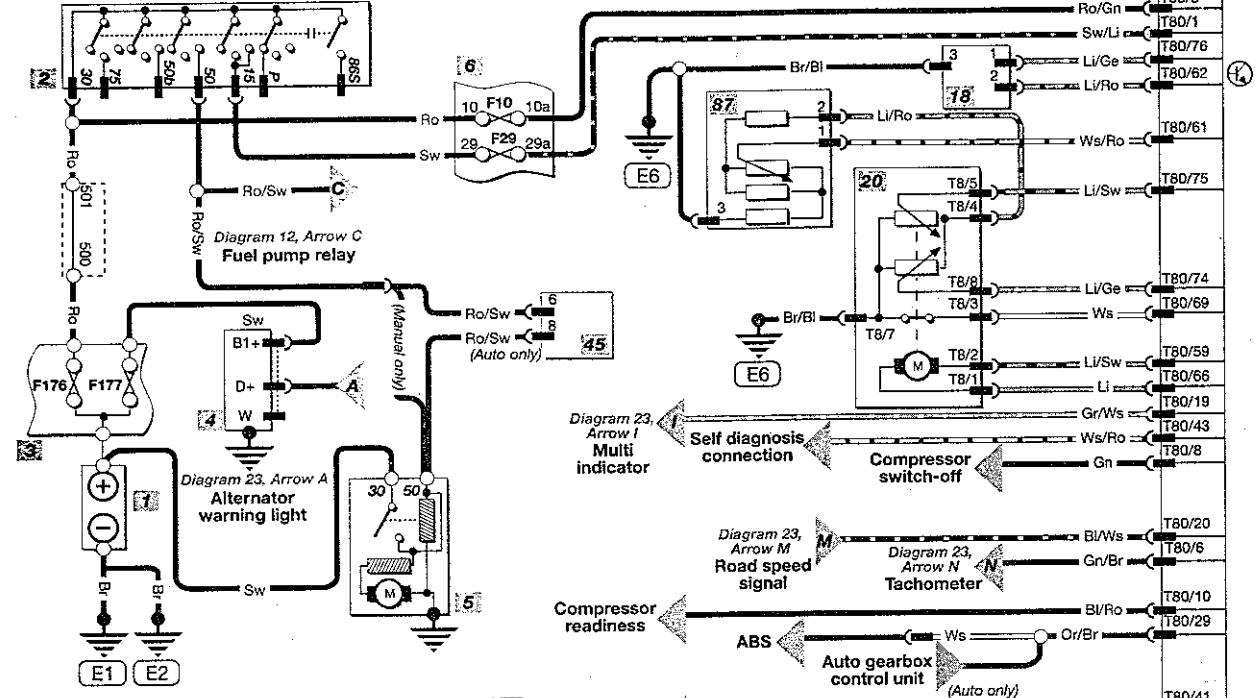 Ro/Gn
T80/1
Sw/Li
T80/76
Li/Ge
T80/62
Li/Ro
3
1
2
18
Br/Bl
2
30
75
50b
50
15
P
86S
6
10 F10 10a
Ro
29 F29 29a
Sw
87
2
1
3
Li/Ro
T80/61
Ws/Ro
E6
T80/75
Li/Sw
20
T8/5
T8/4
Ro
501
500
Ro
Ro/Sw
C
Ro/Sw
Diagram 12, Arrow C
Fuel pump relay
T80/74
Li/Ge
T8/8
T80/69
Ws
T8/3
Br/Bl
T8/7
E6
M
T8/2
T8/1
T80/59
Li/Sw
T80/66
Li
6
Ro/Sw
8
Ro/Sw
(Auto only)
45
(Manual only)
Sw
B1+
D+
W
A
4
F176
F177
3
Diagram 23, Arrow A
Alternator
warning light
1
+
−
Diagram 23,
Arrow I
Multi
indicator
I
T80/19
Gr/Ws
Self diagnosis
connection
T80/43
Ws/Ro
Compressor
switch-off
T80/8
Gn
30
50
M
5
Sw
Br
Br
E1
E2
Diagram 23,
Arrow M
Road speed
signal
M
T80/20
Bl/Ws
Diagram 23,
Arrow N
Tachometer
N
T80/6
Gn/Br
Compressor
readiness
T80/10
Bl/Ro
T80/29
ABS
Ws
Or/Br
Auto gearbox
control unit
(Auto only)
T80/41